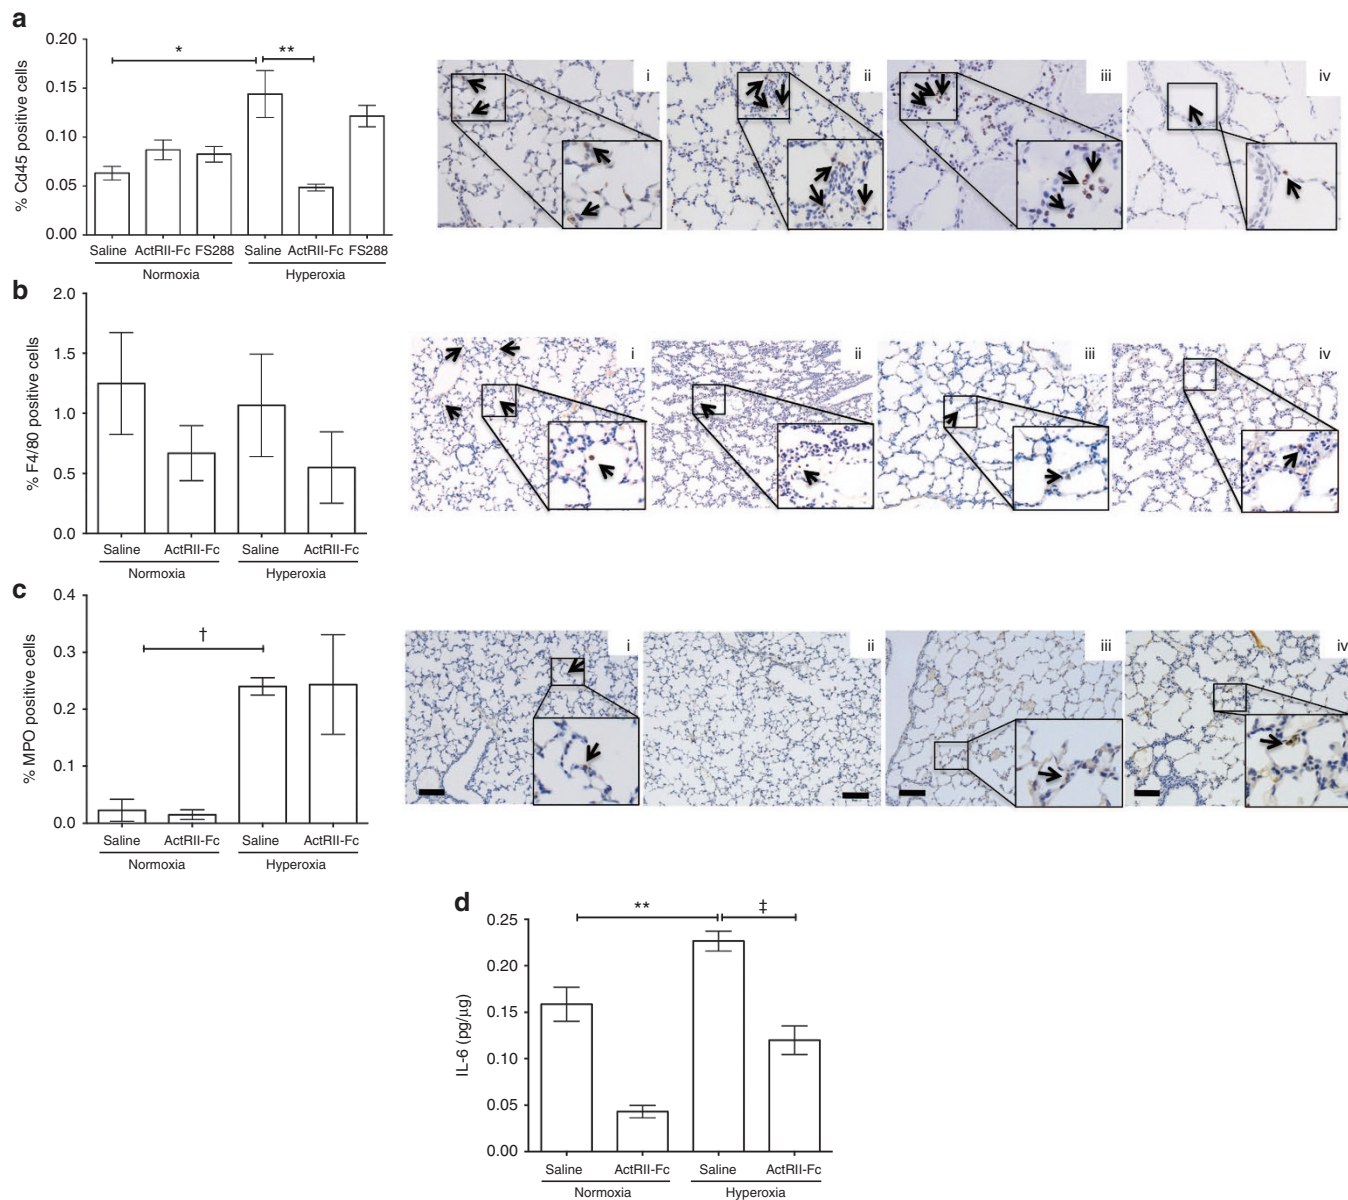 a
% Cd45 positive cells
0.20
0.15
0.10
0.05
0.00
* **
Saline ActRII-Fc FS288 Saline ActRII-Fc FS288
Normoxia Hyperoxia
i ii iii iv
b
% F4/80 positive cells
2.0
1.5
1.0
0.5
0.0
Saline ActRII-Fc Saline ActRII-Fc
Normoxia Hyperoxia
i ii iii iv
c
% MPO positive cells
0.4
0.3
0.2
0.1
0.0
†
Saline ActRII-Fc Saline ActRII-Fc
Normoxia Hyperoxia
i ii iii iv
d
IL-6 (pg/µg)
0.25
0.20
0.15
0.10
0.05
0.00
** ‡
Saline ActRII-Fc Saline ActRII-Fc
Normoxia Hyperoxia